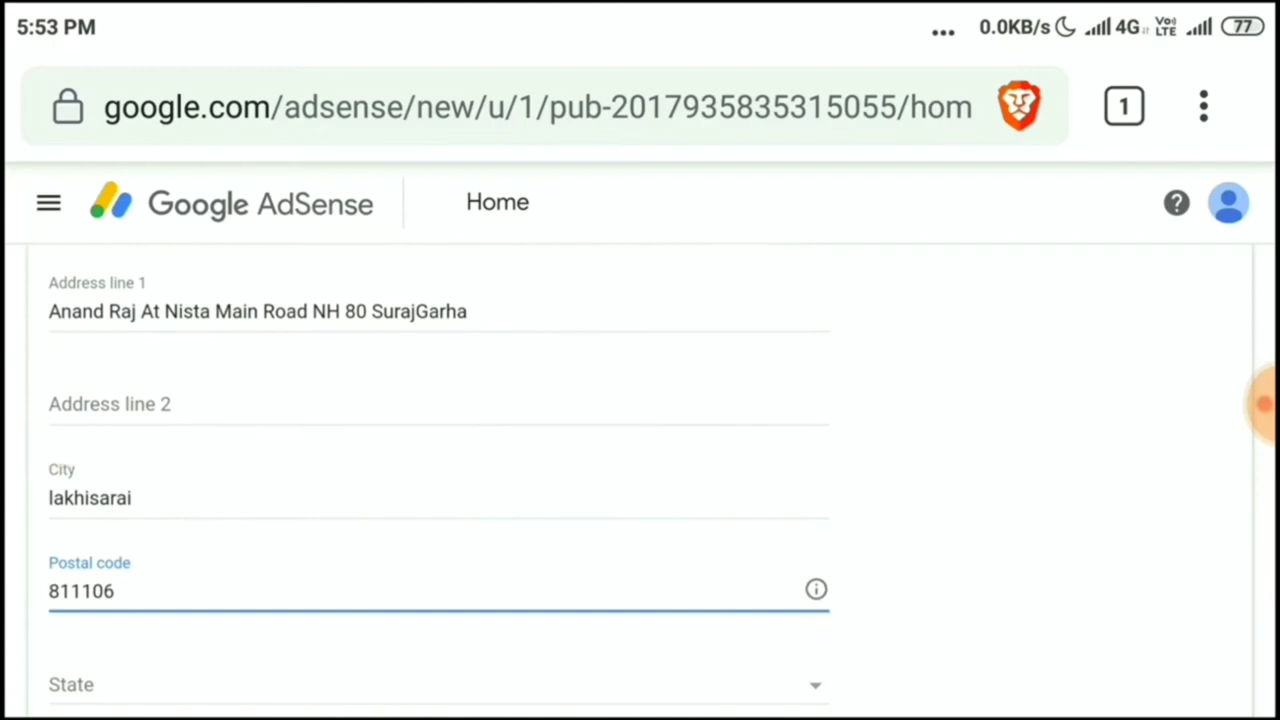 5:53 PM ... 0.0KB/s 4G Vo) LTE 77
google.com/adsense/new/u/1/pub-2017935835315055/hom 1
Google AdSense Home ?
Address line 1
Anand Raj At Nista Main Road NH 80 SurajGarha
Address line 2
City
lakhisarai
Postal code
811106
State